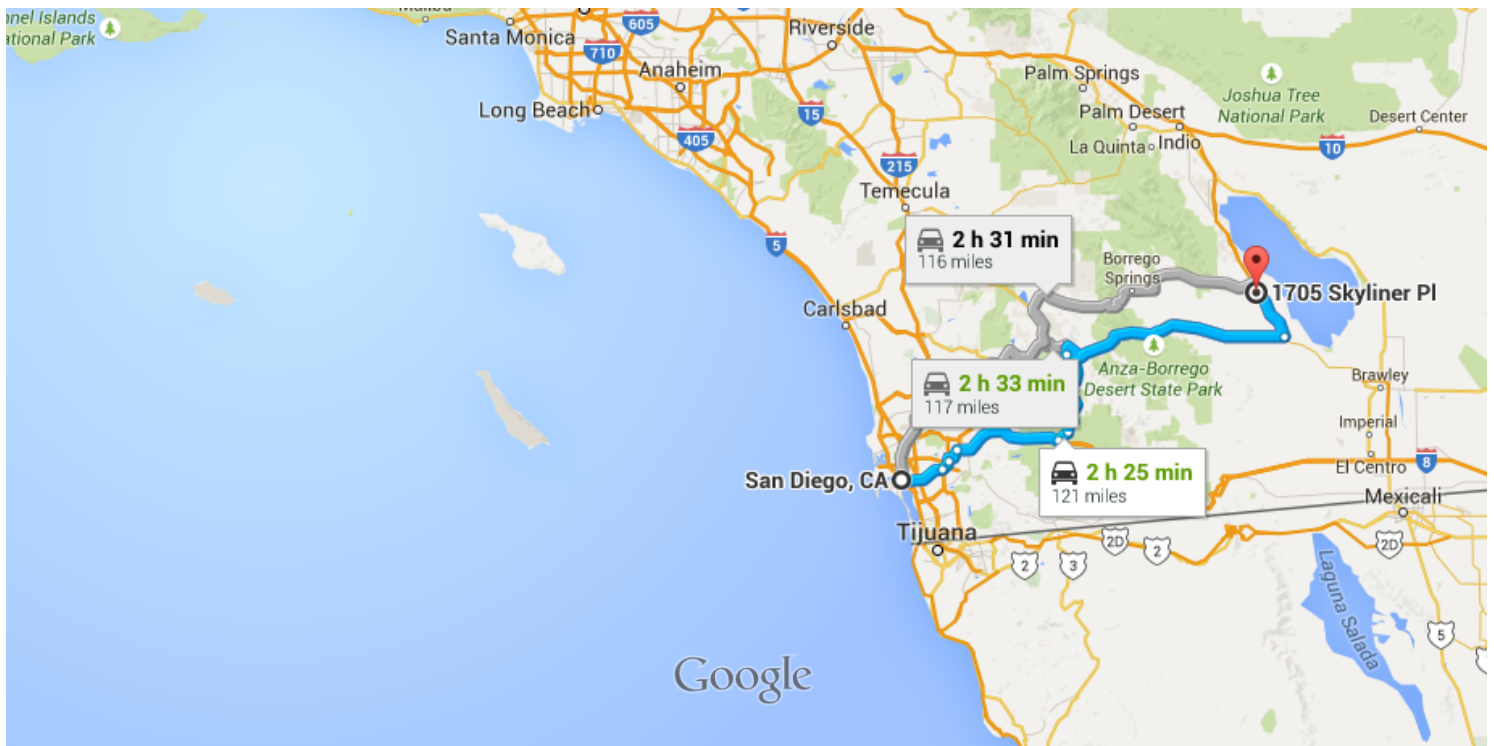 nnel Islands
ational Park
Malibu
Santa Monica
605
710
Riverside
Anaheim
Long Beach
405
15
215
Palm Springs
Joshua Tree
National Park
Palm Desert
La Quinta
Indio
Desert Center
10
Temecula
5
2 h 31 min
116 miles
Borrego
Springs
1705 Skyliner Pl
Carlsbad
2 h 33 min
117 miles
Anza-Borrego
Desert State Park
Brawley
Imperial
El Centro
8
San Diego, CA
2 h 25 min
121 miles
Mexicali
Tijuana
2
3
2D
2
2D
Laguna Salada
5
Google